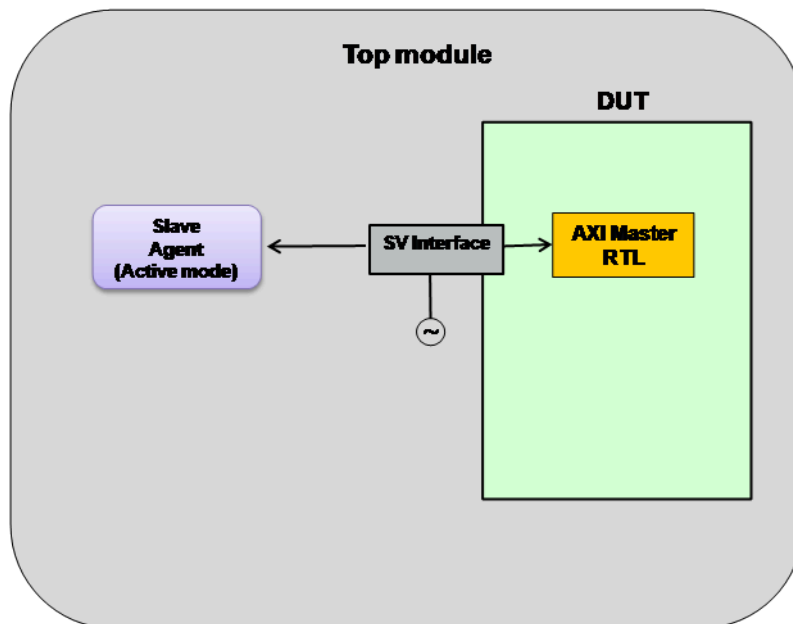 Top module
DUT
Slave
Agent
(Active mode)
SV Interface
AXI Master
RTL
~